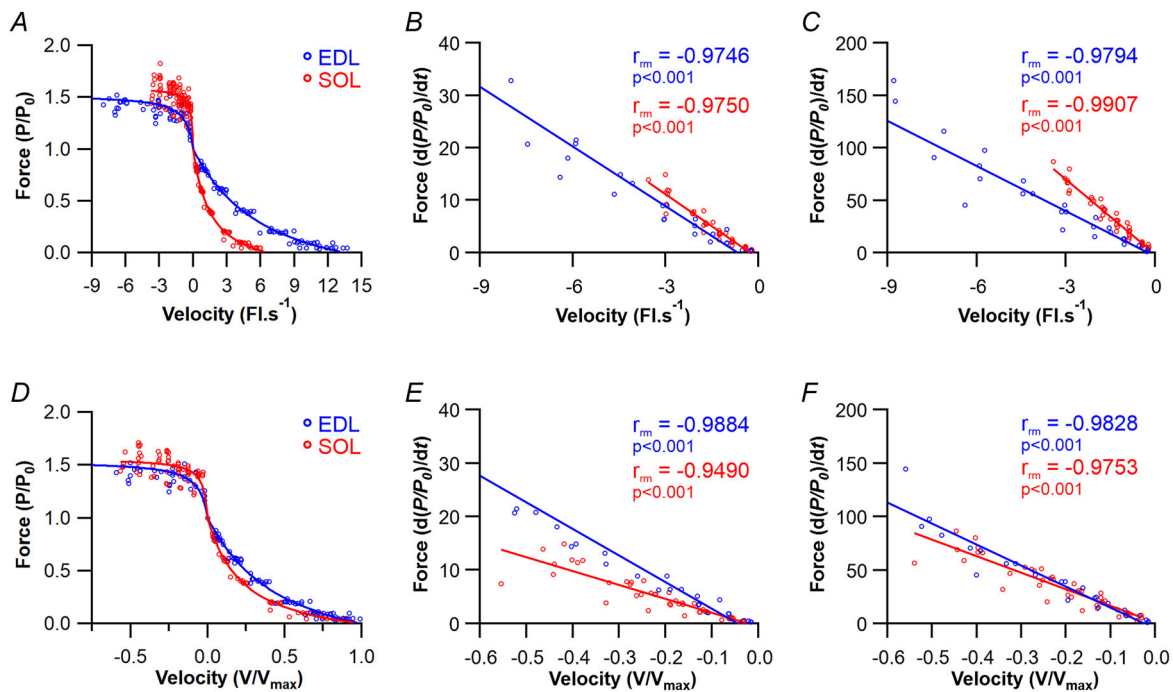 A
2.0
1.5
1.0
0.5
0.0
Force (P/P0)
EDL
SOL
-9 -6 -3 0 3 6 9 12 15
Velocity (Fl.s-1)
B
40
30
20
10
0
Force (d(P/P0)/dt)
rrm = -0.9746
p<0.001
rrm = -0.9750
p<0.001
-9 -6 -3 0
Velocity (Fl.s-1)
C
200
150
100
50
0
Force (d(P/P0)/dt)
rrm = -0.9794
p<0.001
rrm = -0.9907
p<0.001
-9 -6 -3 0
Velocity (Fl.s-1)
D
2.0
1.5
1.0
0.5
0.0
Force (P/P0)
EDL
SOL
-0.5 0.0 0.5 1.0
Velocity (V/Vmax)
E
40
30
20
10
0
Force (d(P/P0)/dt)
rrm = -0.9884
p<0.001
rrm = -0.9490
p<0.001
-0.6 -0.5 -0.4 -0.3 -0.2 -0.1 0.0
Velocity (V/Vmax)
F
200
150
100
50
0
Force (d(P/P0)/dt)
rrm = -0.9828
p<0.001
rrm = -0.9753
p<0.001
-0.6 -0.5 -0.4 -0.3 -0.2 -0.1 0.0
Velocity (V/Vmax)